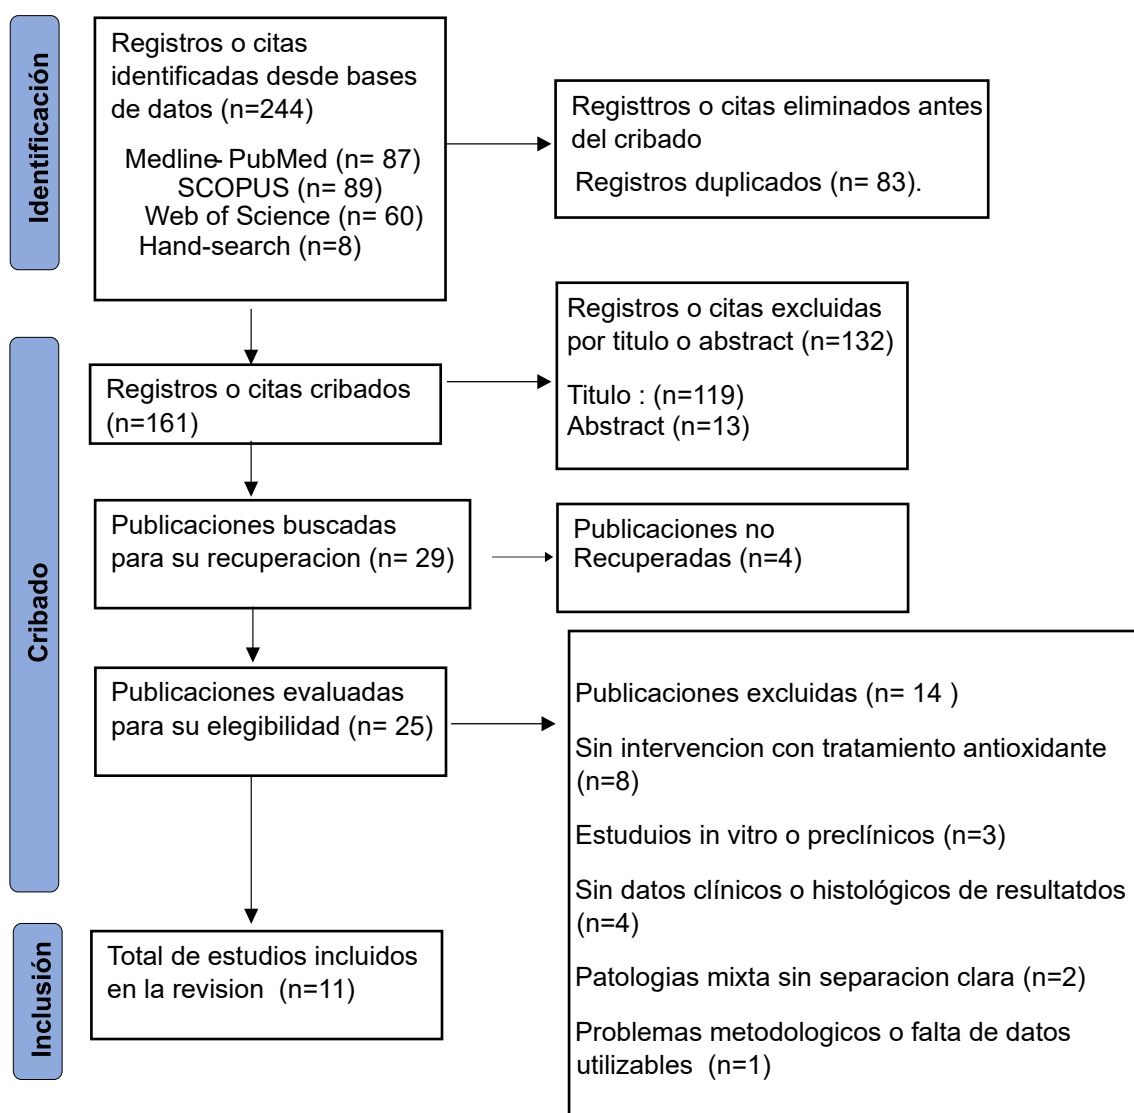 Identificación
Registros o citas
identificadas desde bases
de datos (n=244)
Medline- PubMed (n= 87)
SCOPUS (n= 89)
Web of Science (n= 60)
Hand-search (n=8)
Registtros o citas eliminados antes
del cribado
Registros duplicados (n= 83).
Cribado
Registros o citas cribados
(n=161)
Registros o citas excluidas
por titulo o abstract (n=132)
Titulo : (n=119)
Abstract (n=13)
Publicaciones buscadas
para su recuperacion (n= 29)
Publicaciones no
Recuperadas (n=4)
Publicaciones evaluadas
para su elegibilidad (n= 25)
Publicaciones excluidas (n= 14 )
Sin intervencion con tratamiento antioxidante
(n=8)
Estuduios in vitro o preclínicos (n=3)
Sin datos clínicos o histológicos de resultatdos
(n=4)
Patologias mixta sin separacion clara (n=2)
Problemas metodologicos o falta de datos
utilizables (n=1)
Inclusión
Total de estudios incluidos
en la revision (n=11)